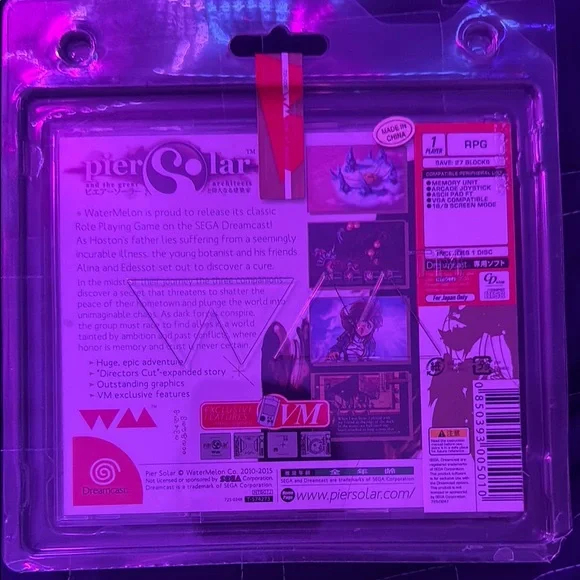 pier Solar™
and the great architects
ピエア・ソーラー
MADE IN CHINA
1 PLAYER
RPG
SAVE: 27 BLOCKS
COMPATIBLE PERIPHERAL LIST
●MEMORY UNIT
●ARCADE JOYSTICK
●ASCII PAD FT
●VGA COMPATIBLE
●16/9 SCREEN MODE
INCLUDES 1 DISC
Dreamcast 専用ソフト
For Japan Only
WaterMelon is proud to release its classic
Role Playing Game on the SEGA Dreamcast!
As Hoston's father lies suffering from a seemingly
incurable illness, the young botanist and his friends
Alina and Edessot set out to discover a cure.
In the midst of their journey the three companions
discover a secret that threatens to shatter the
peace of their hometown and plunge the world into
unimaginable chaos. As dark forces conspire,
the group must race to find allies in a world
tainted by ambition and past conflicts, where
honor is memory and trust is never certain.
➢ Huge, epic adventure
➢ "Directors Cut"-expanded story
➢ Outstanding graphics
➢ VM exclusive features
WM™
VM
Dreamcast
Pier Solar © WaterMelon Co. 2010-2015
Not licensed or sponsored by SEGA Corporation.
Dreamcast is a trademark of SEGA Corporation.
SEGA and Dreamcast are trademarks of SEGA Corporation.
Home Page
www.piersolar.com/
⚠注意
0850393005010